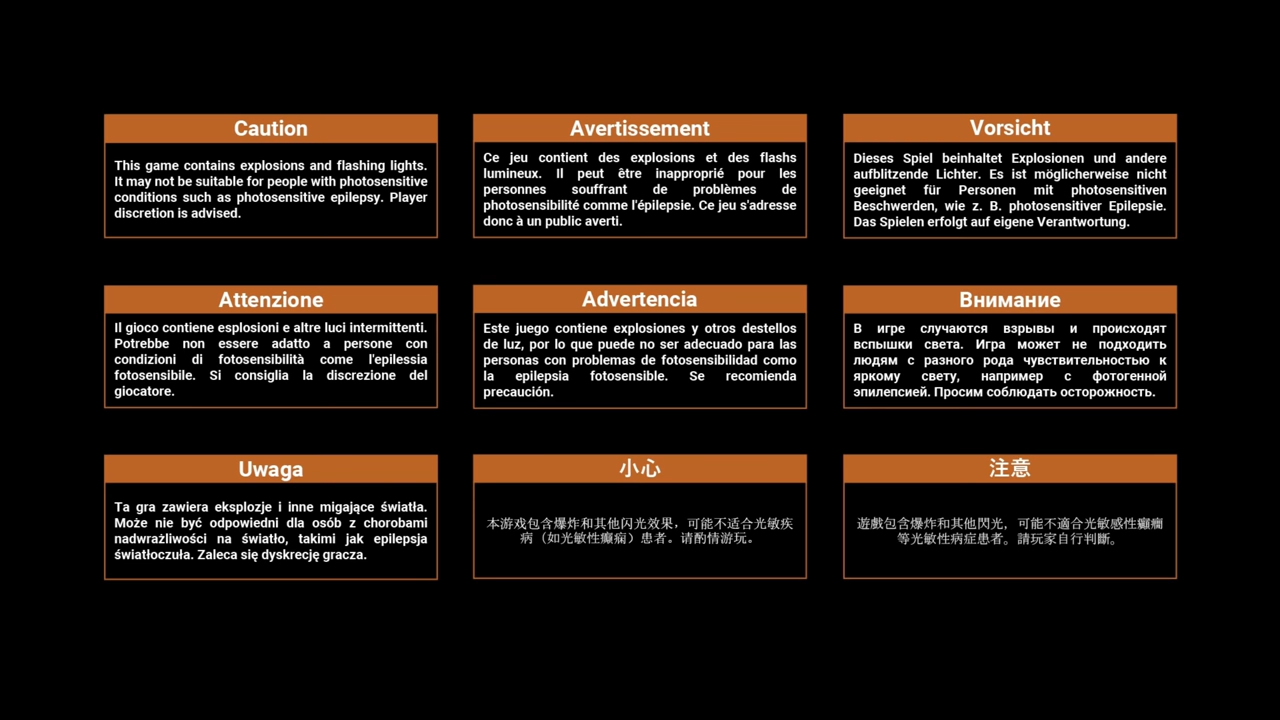 Caution
This game contains explosions and flashing lights.
It may not be suitable for people with photosensitive
conditions such as photosensitive epilepsy. Player
discretion is advised.
Avertissement
Ce jeu contient des explosions et des flashs
lumineux. Il peut être inapproprié pour les
personnes souffrant de problèmes de
photosensibilité comme l'épilepsie. Ce jeu s'adresse
donc à un public averti.
Vorsicht
Dieses Spiel beinhaltet Explosionen und andere
aufblitzende Lichter. Es ist möglicherweise nicht
geeignet für Personen mit photosensitiven
Beschwerden, wie z. B. photosensitiver Epilepsie.
Das Spielen erfolgt auf eigene Verantwortung.
Attenzione
Il gioco contiene esplosioni e altre luci intermittenti.
Potrebbe non essere adatto a persone con
condizioni di fotosensibilità come l'epilessia
fotosensibile. Si consiglia la discrezione del
giocatore.
Advertencia
Este juego contiene explosiones y otros destellos
de luz, por lo que puede no ser adecuado para las
personas con problemas de fotosensibilidad como
la epilepsia fotosensible. Se recomienda
precaución.
Внимание
В игре случаются взрывы и происходят
вспышки света. Игра может не подходить
людям с разного рода чувствительностью к
яркому свету, например с фотогенной
эпилепсией. Просим соблюдать осторожность.
Uwaga
Ta gra zawiera eksplozje i inne migające światła.
Może nie być odpowiedni dla osób z chorobami
nadwrażliwości na światło, takimi jak epilepsja
światłoczuła. Zaleca się dyskrecję gracza.
小心
本游戏包含爆炸和其他闪光效果，可能不适合光敏疾
病（如光敏性癫痫）患者。请酌情游玩。
注意
遊戲包含爆炸和其他閃光，可能不適合光敏感性癲癇
等光敏性病症患者。請玩家自行判斷。